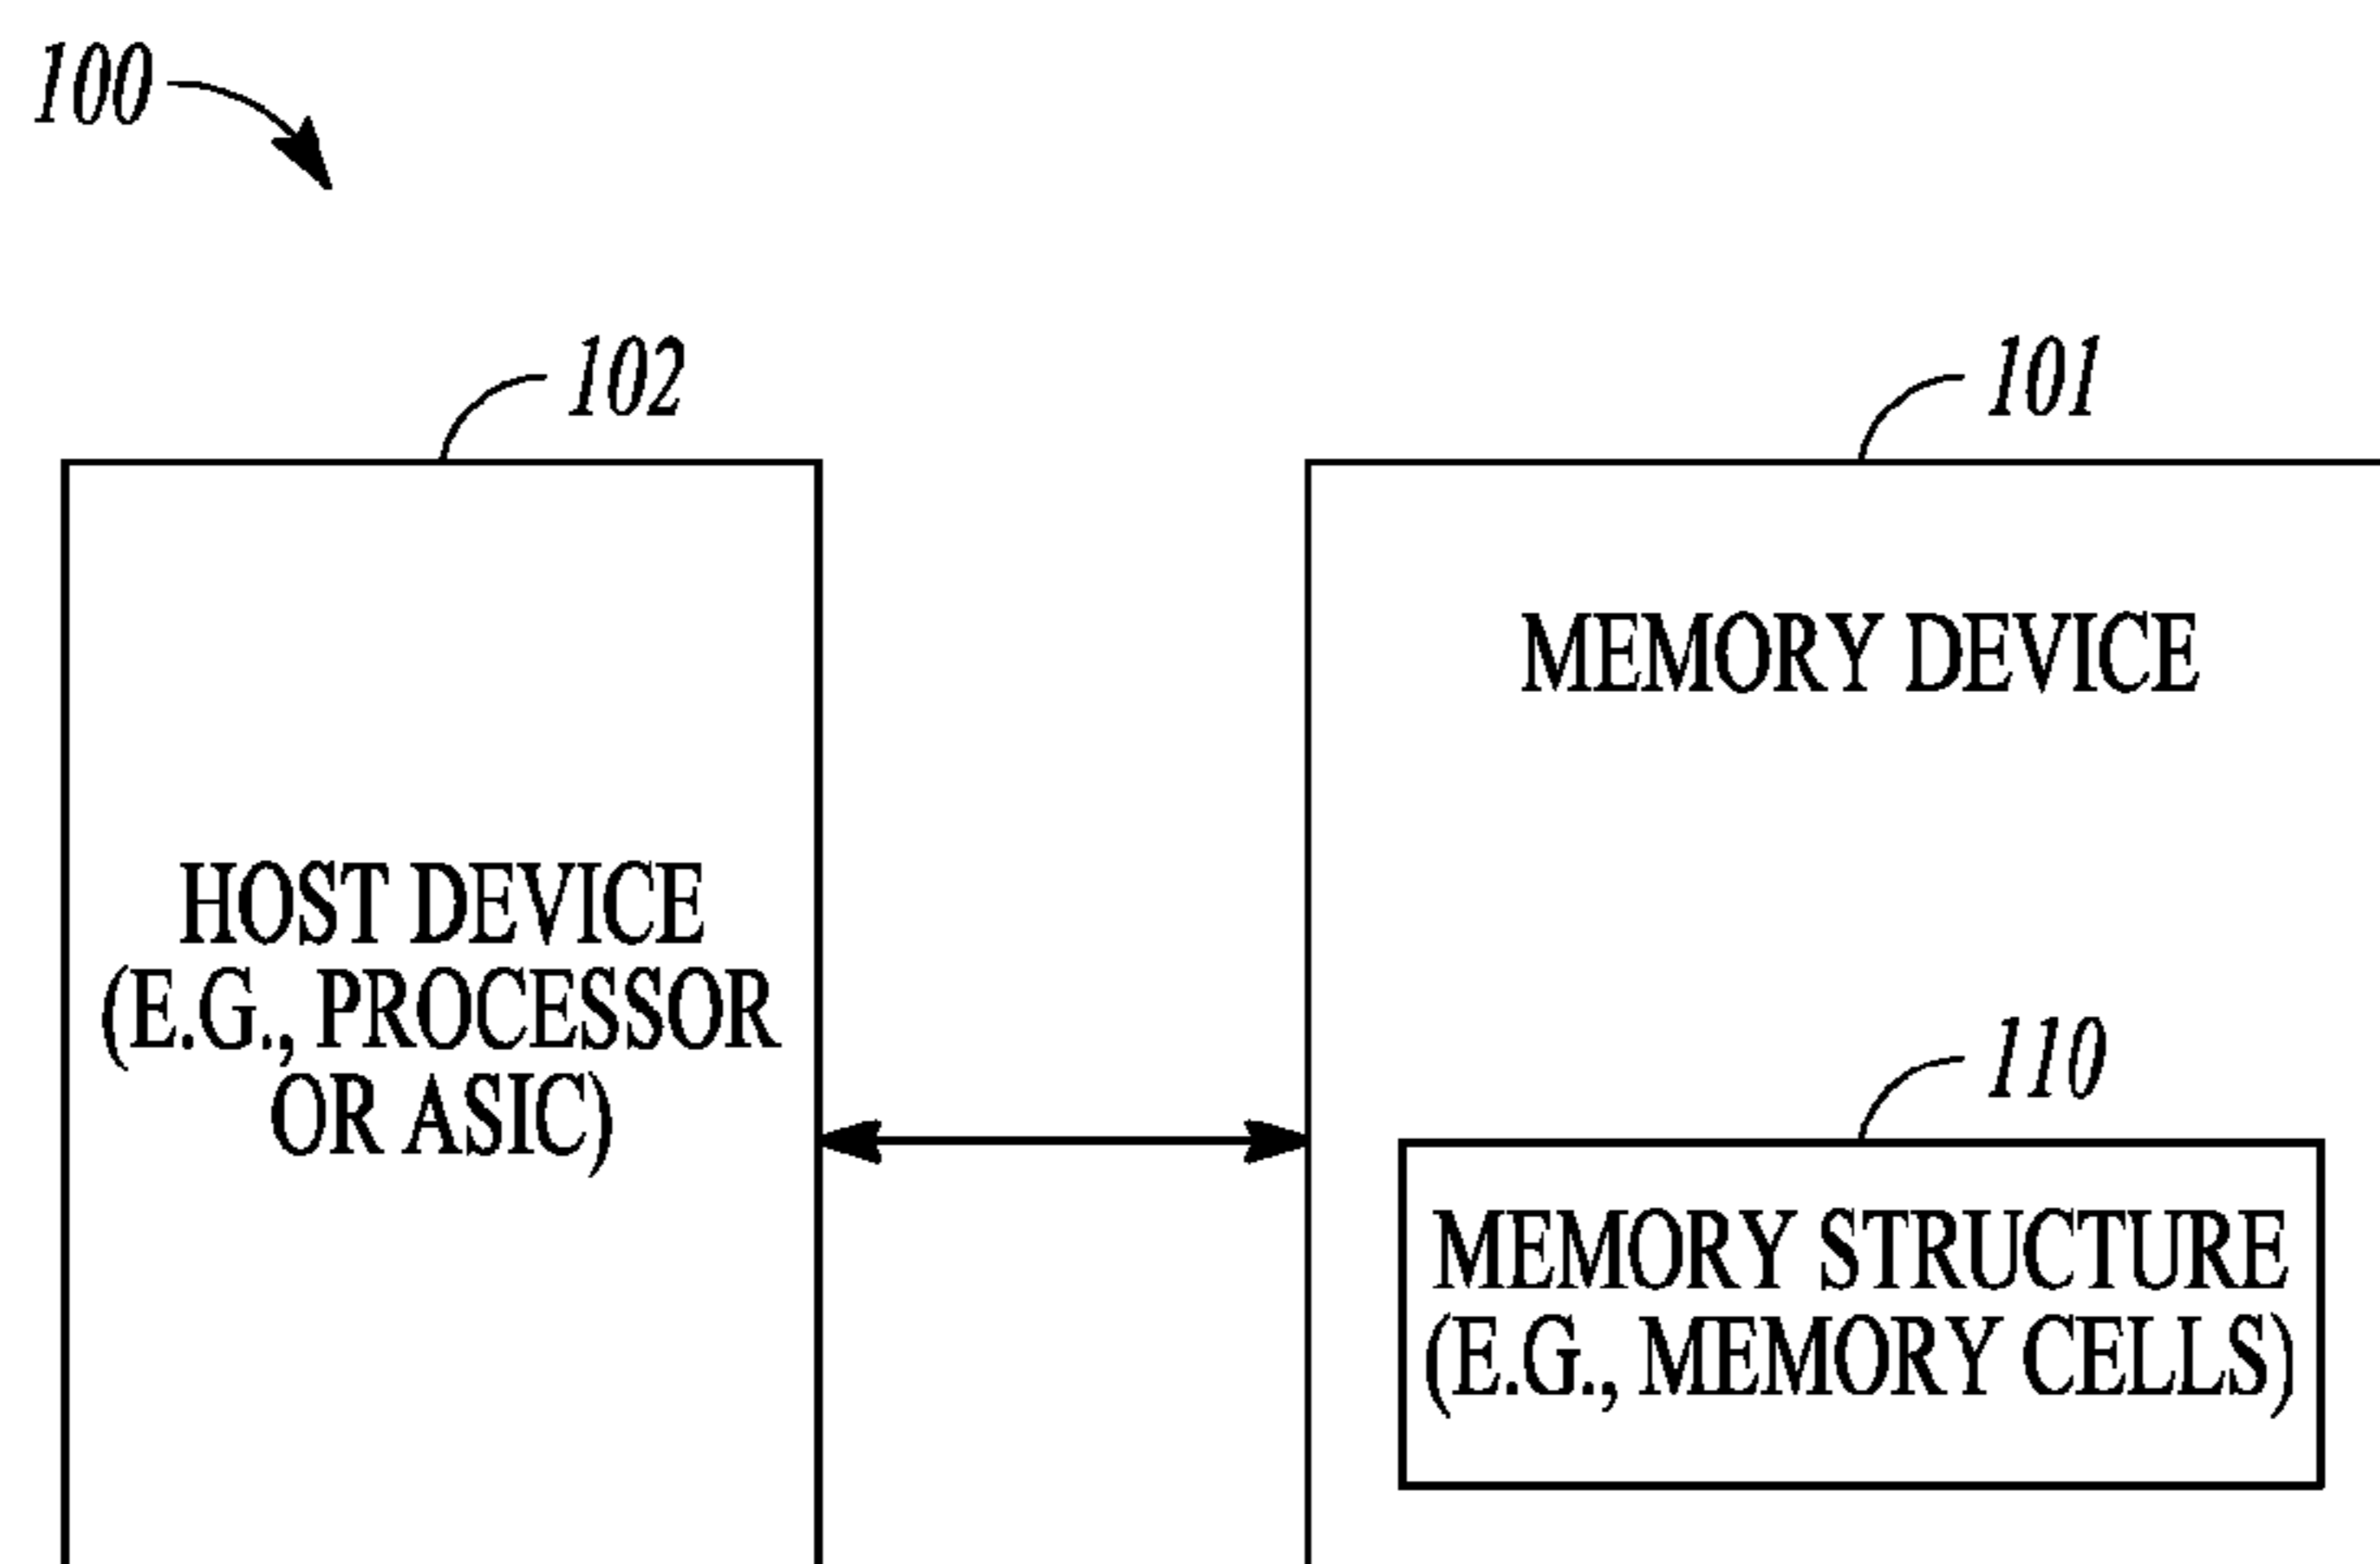 100
102
101
MEMORY DEVICE
HOST DEVICE
(E.G., PROCESSOR
OR ASIC)
110
MEMORY STRUCTURE
(E.G., MEMORY CELLS)